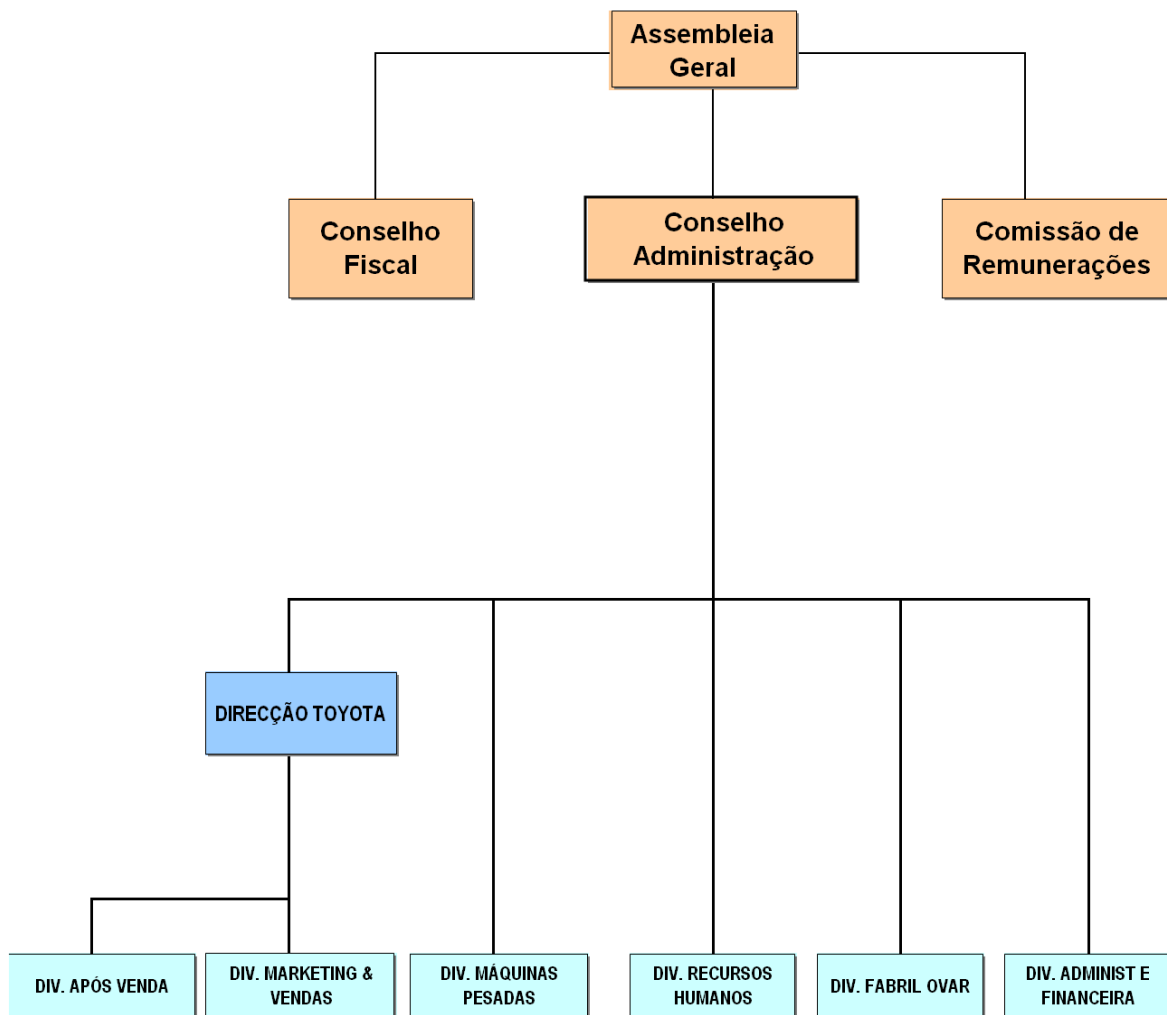 Assembleia
Geral
Conselho
Fiscal
Conselho
Administração
Comissão de
Remunerações
DIRECÇÃO TOYOTA
DIV. APÓS VENDA
DIV. MARKETING &
VENDAS
DIV. MÁQUINAS
PESADAS
DIV. RECURSOS
HUMANOS
DIV. FABRIL OVAR
DIV. ADMINIST E
FINANCEIRA